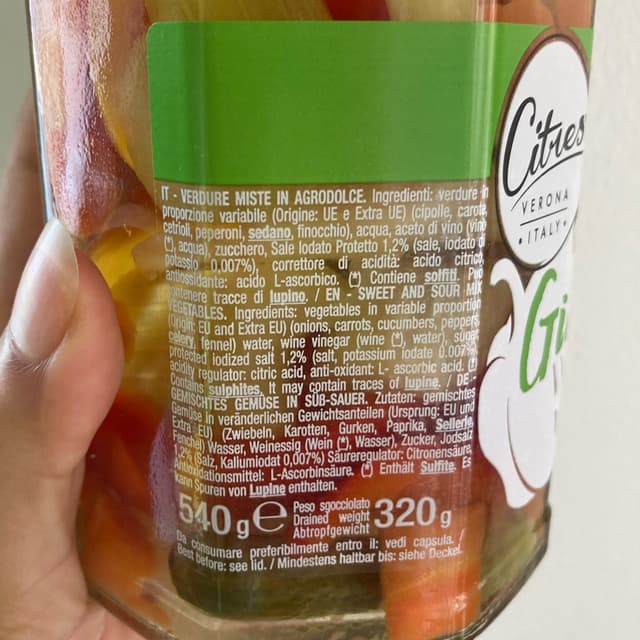 Citres
VERONA
• ITALY •
Gi
IT - VERDURE MISTE IN AGRODOLCE. Ingredienti: verdure in
proporzione variabile (Origine: UE e Extra UE) (cipolle, carote,
cetrioli, peperoni, sedano, finocchio), acqua, aceto di vino (vino
(*), acqua), zucchero, Sale Iodato Protetto 1,2% (sale, iodato di
potassio 0,007%), correttore di acidità: acido citrico,
antiossidante: acido L-ascorbico. (*) Contiene solfiti. Può
contenere tracce di lupino. / EN - SWEET AND SOUR MIX
VEGETABLES. Ingredients: vegetables in variable proportion
(origin: EU and Extra EU) (onions, carrots, cucumbers, peppers,
celery, fennel) water, wine vinegar (wine (*), water), sugar,
protected iodized salt 1,2% (salt, potassium iodate 0.007%)
acidity regulator: citric acid, anti-oxidant: L- ascorbic acid. (*)
Contains sulphites. It may contain traces of lupine. / DE -
GEMISCHTES GEMÜSE IN SÜB-SAUER. Zutaten: gemischtes
Gemüse in veränderlichen Gewichtsanteilen (Ursprung: EU und
Extra EU) (Zwiebeln, Karotten, Gurken, Paprika, Sellerie,
Fenchel) Wasser, Weinessig (Wein (*), Wasser), Zucker, Jodsalz
1,2% (Salz, Kaliumiodat 0,007%) Säureregulator: Citronensäure,
Antioxidationsmittel: L-Ascorbinsäure. (*) Enthält Sulfite. Es
kann Spuren von Lupine enthalten.
540 g e Peso sgocciolato
Drained weight 320 g
Abtropfgewicht
Da consumare preferibilmente entro il: vedi capsula. /
Best before: see lid. / Mindestens haltbar bis: siehe Deckel.